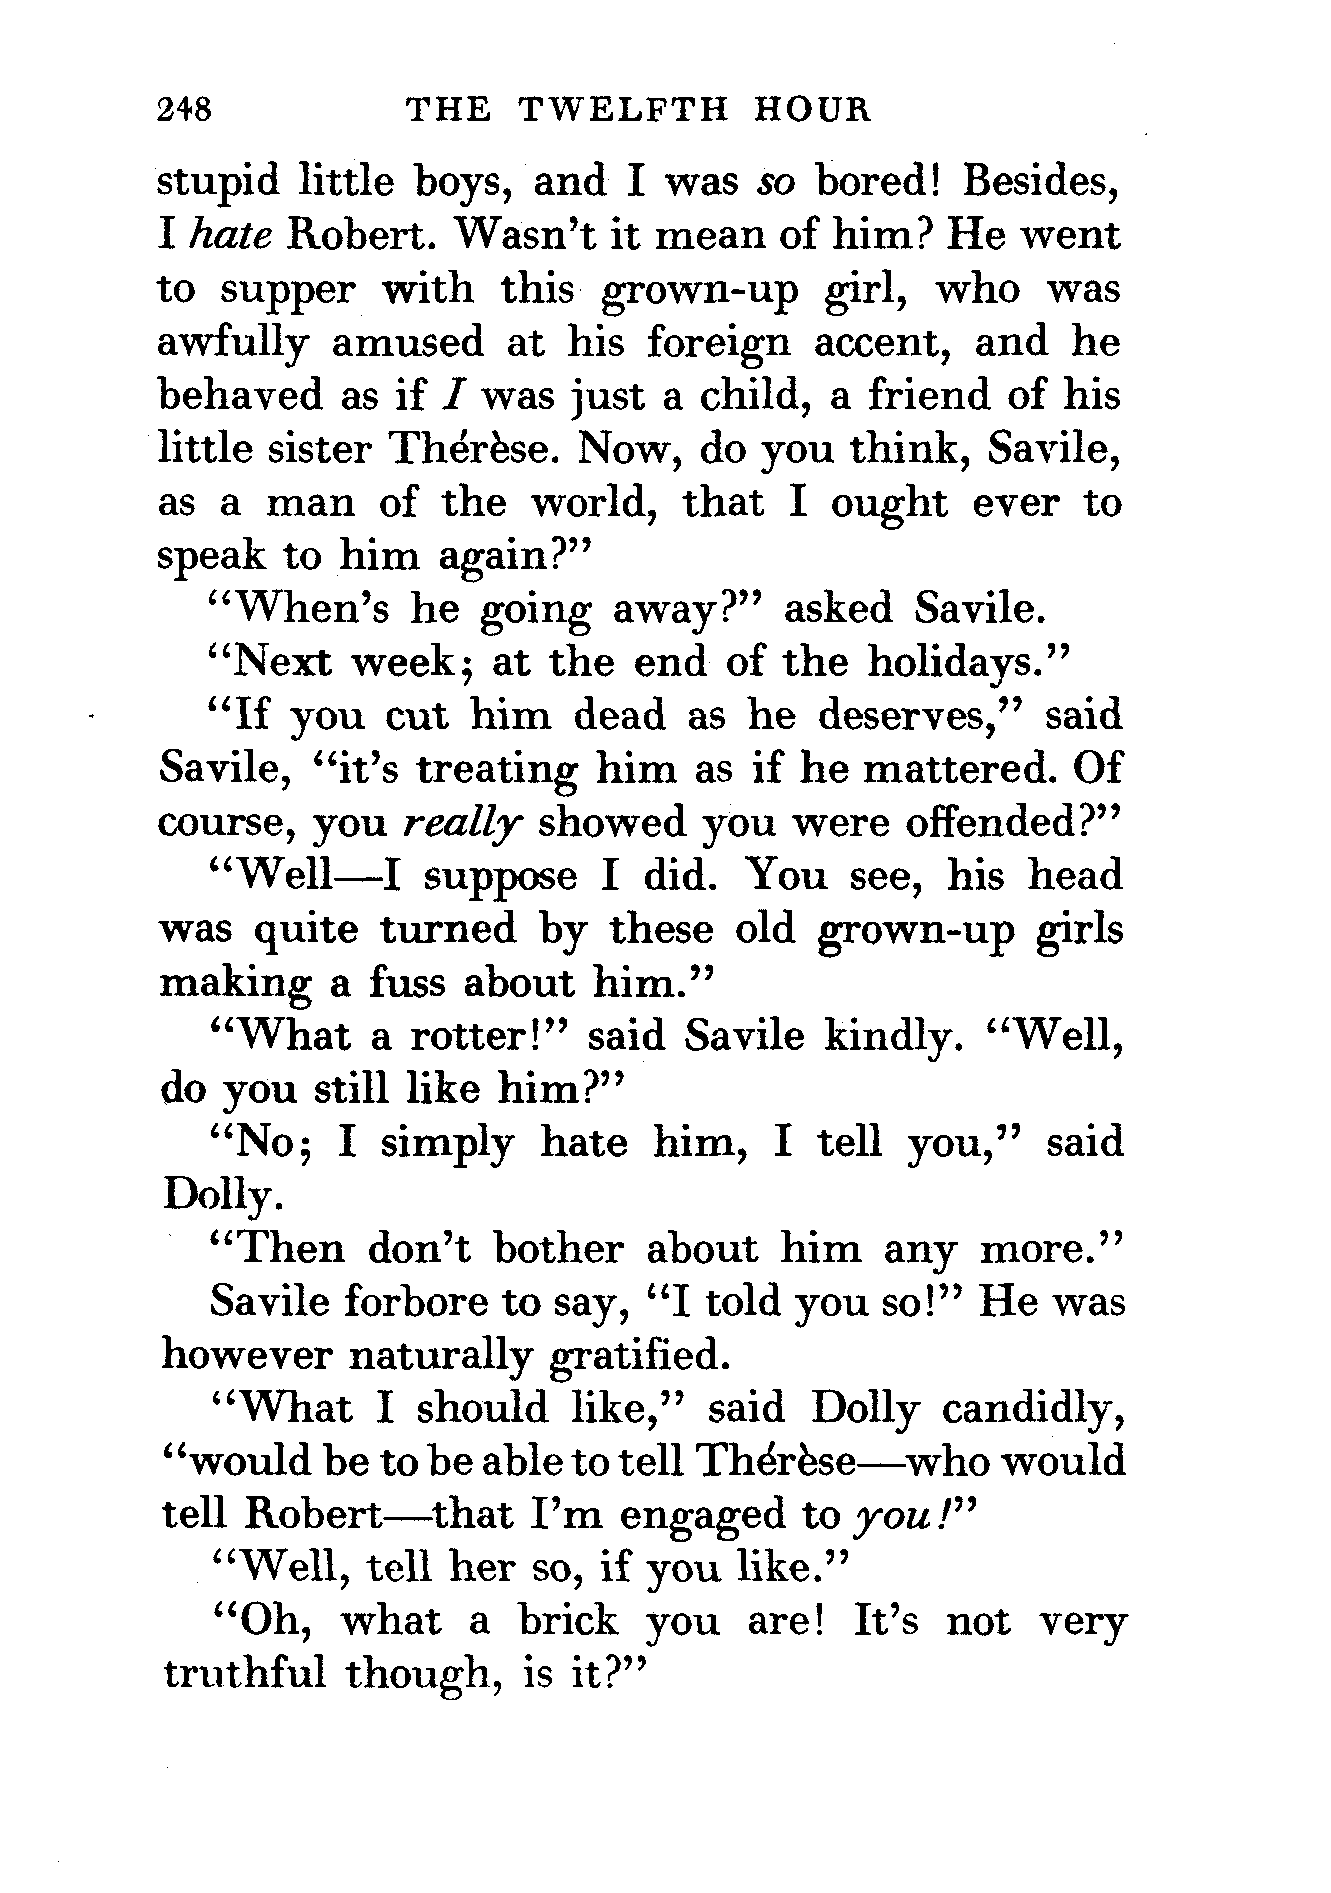 248 THE TWELFTH HOUR
stupid little boys, and I was so bored! Besides,
I hate Robert. Wasn't it mean of him? He went
to supper with this grown-up girl, who was
awfully amused at his foreign accent, and he
behaved as if I was just a child, a friend of his
little sister Thérèse. Now, do you think, Savile,
as a man of the world, that I ought ever to
speak to him again?”
“When's he going away?” asked Savile.
“Next week; at the end of the holidays.”
“If you cut him dead as he deserves,” said
Savile, “it's treating him as if he mattered. Of
course, you really showed you were offended?”
“Well—I suppose I did. You see, his head
was quite turned by these old grown-up girls
making a fuss about him.”
“What a rotter!” said Savile kindly. “Well,
do you still like him?”
“No; I simply hate him, I tell you,” said
Dolly.
“Then don't bother about him any more.”
Savile forbore to say, “I told you so!” He was
however naturally gratified.
“What I should like,” said Dolly candidly,
“would be to be able to tell Thérèse—who would
tell Robert—that I'm engaged to you!”
“Well, tell her so, if you like.”
“Oh, what a brick you are! It's not very
truthful though, is it?”